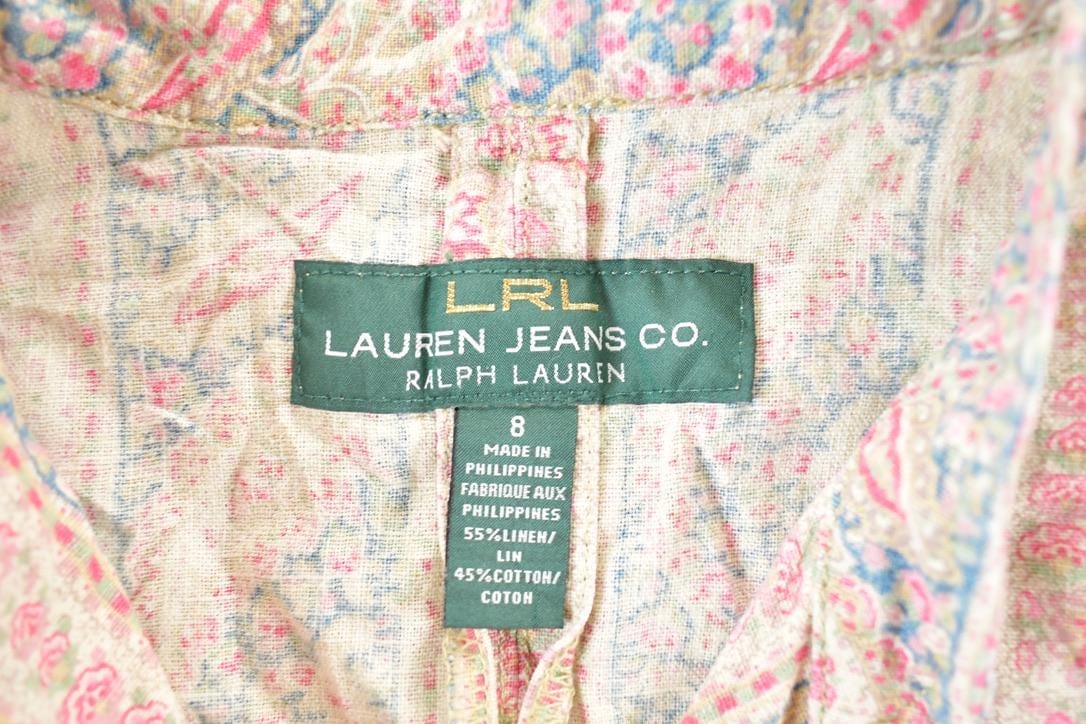 LRL
LAUREN JEANS CO.
RALPH LAUREN
8
MADE IN
PHILIPPINES
FABRIQUE AUX
PHILIPPINES
55%LINEN/
LIN
45%COTTON/
COTON